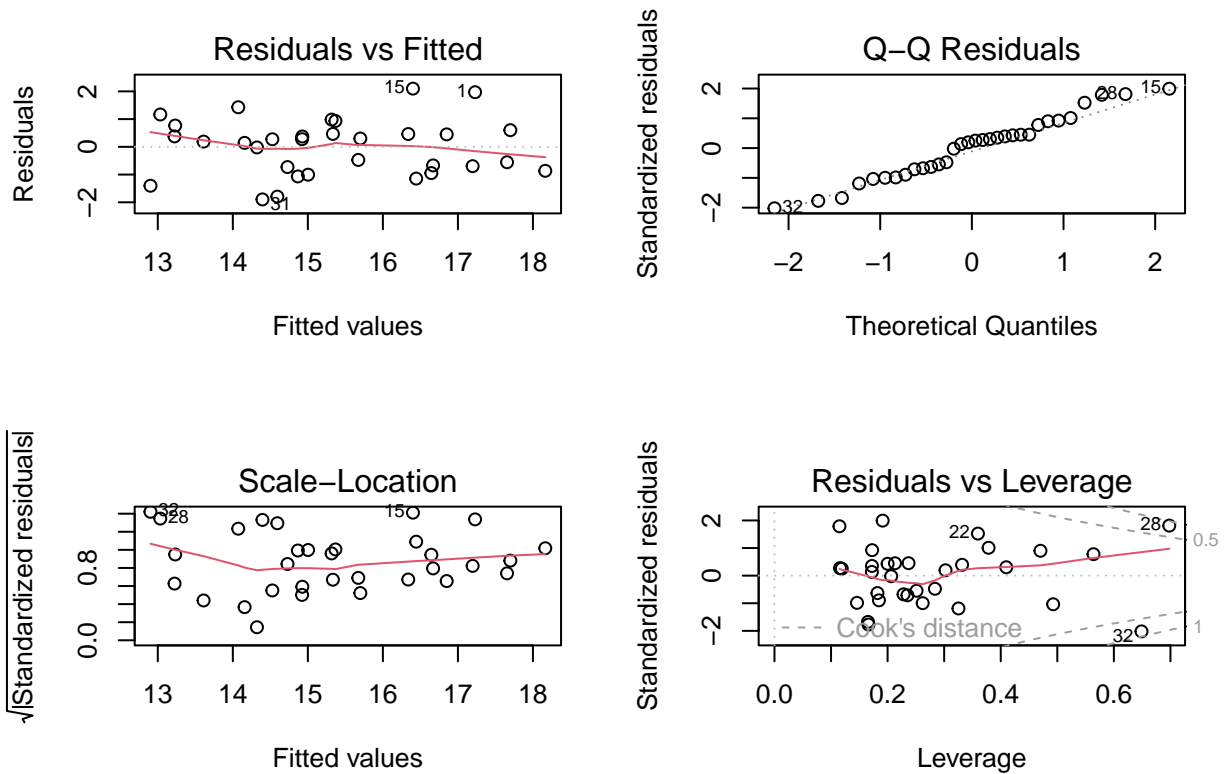 Residuals vs Fitted
Residuals
−2 0 2
15
1
31
13 14 15 16 17 18
Fitted values
Q−Q Residuals
Standardized residuals
−2 0 2
28
15
32
−2 −1 0 1 2
Theoretical Quantiles
Scale−Location
√|Standardized residuals|
0.0 0.8
32
28
15
13 14 15 16 17 18
Fitted values
Residuals vs Leverage
Standardized residuals
−2 0 2
22
28
0.5
Cook's distance
32
1
0.0 0.2 0.4 0.6
Leverage